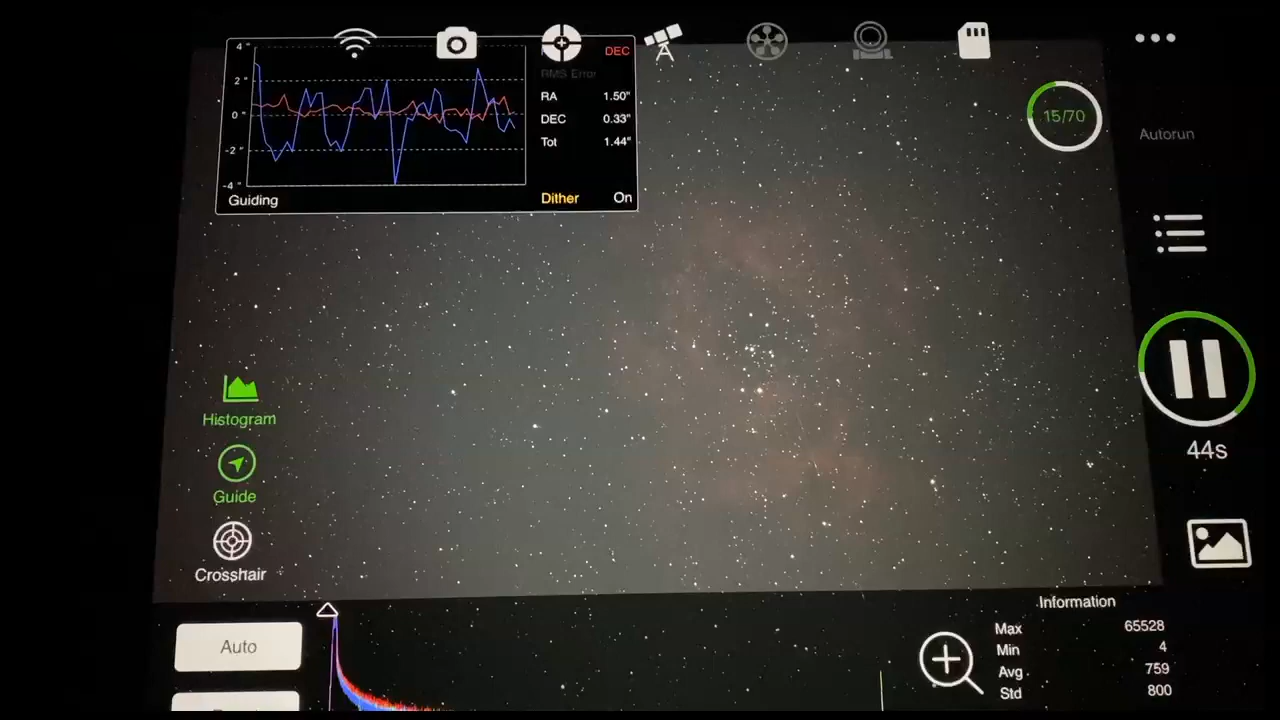 4 "
2 "
0 "
-2 "
-4 "
DEC
RMS Error
RA 1.50"
DEC 0.33"
Tot 1.44"
Guiding
Dither On
15/70
Autorun
44s
Histogram
Guide
Crosshair
Auto
Information
Max 65528
Min 4
Avg 759
Std 800